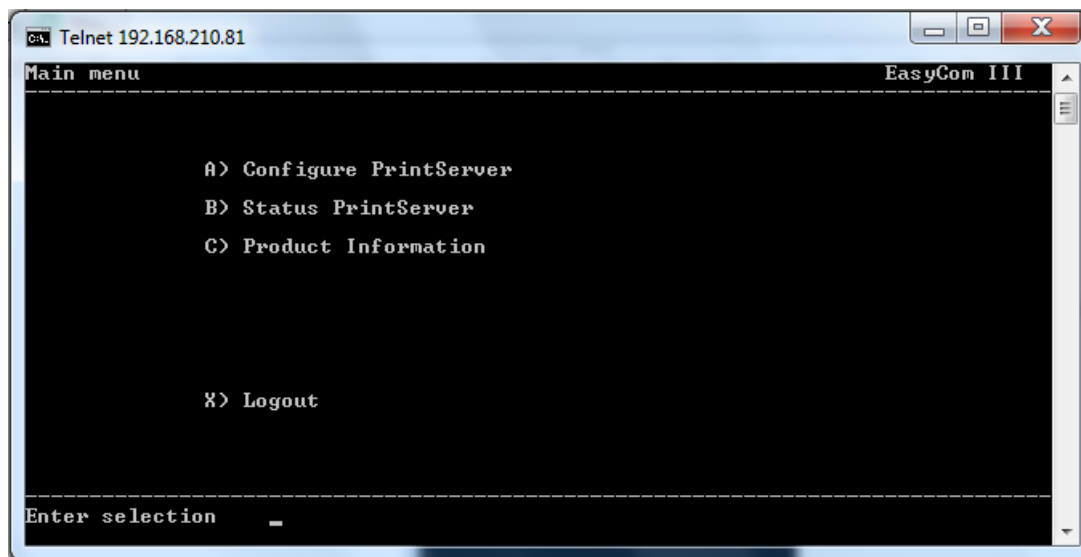 C:\. Telnet 192.168.210.81
Main menu EasyCom III
A) Configure PrintServer
B) Status PrintServer
C) Product Information
X) Logout
Enter selection _